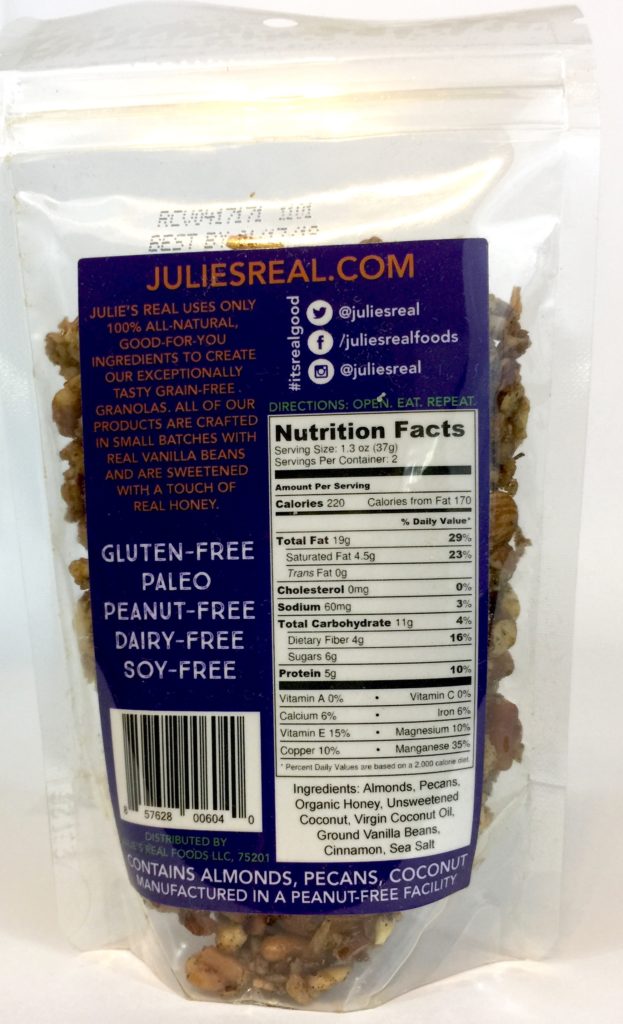 RCV0417171 1101
BEST BY
JULIESREAL.COM
JULIE'S REAL USES ONLY
100% ALL-NATURAL,
GOOD-FOR-YOU
INGREDIENTS TO CREATE
OUR EXCEPTIONALLY
TASTY GRAIN-FREE
GRANOLAS. ALL OF OUR
PRODUCTS ARE CRAFTED
IN SMALL BATCHES WITH
REAL VANILLA BEANS
AND ARE SWEETENED
WITH A TOUCH OF
REAL HONEY.
GLUTEN-FREE
PALEO
PEANUT-FREE
DAIRY-FREE
SOY-FREE
8 57628 00604 0
DISTRIBUTED BY
JULIE'S REAL FOODS LLC, 75201
#itsrealgood
@juliesreal
/juliesrealfoods
@juliesreal
DIRECTIONS: OPEN. EAT. REPEAT.
Nutrition Facts
Serving Size: 1.3 oz (37g)
Servings Per Container: 2
Amount Per Serving
Calories 220 Calories from Fat 170
% Daily Value*
Total Fat 19g 29%
Saturated Fat 4.5g 23%
Trans Fat 0g
Cholesterol 0mg 0%
Sodium 60mg 3%
Total Carbohydrate 11g 4%
Dietary Fiber 4g 16%
Sugars 6g
Protein 5g 10%
Vitamin A 0% • Vitamin C 0%
Calcium 6% • Iron 6%
Vitamin E 15% • Magnesium 10%
Copper 10% • Manganese 35%
* Percent Daily Values are based on a 2,000 calorie diet.
Ingredients: Almonds, Pecans,
Organic Honey, Unsweetened
Coconut, Virgin Coconut Oil,
Ground Vanilla Beans,
Cinnamon, Sea Salt
CONTAINS ALMONDS, PECANS, COCONUT
MANUFACTURED IN A PEANUT-FREE FACILITY